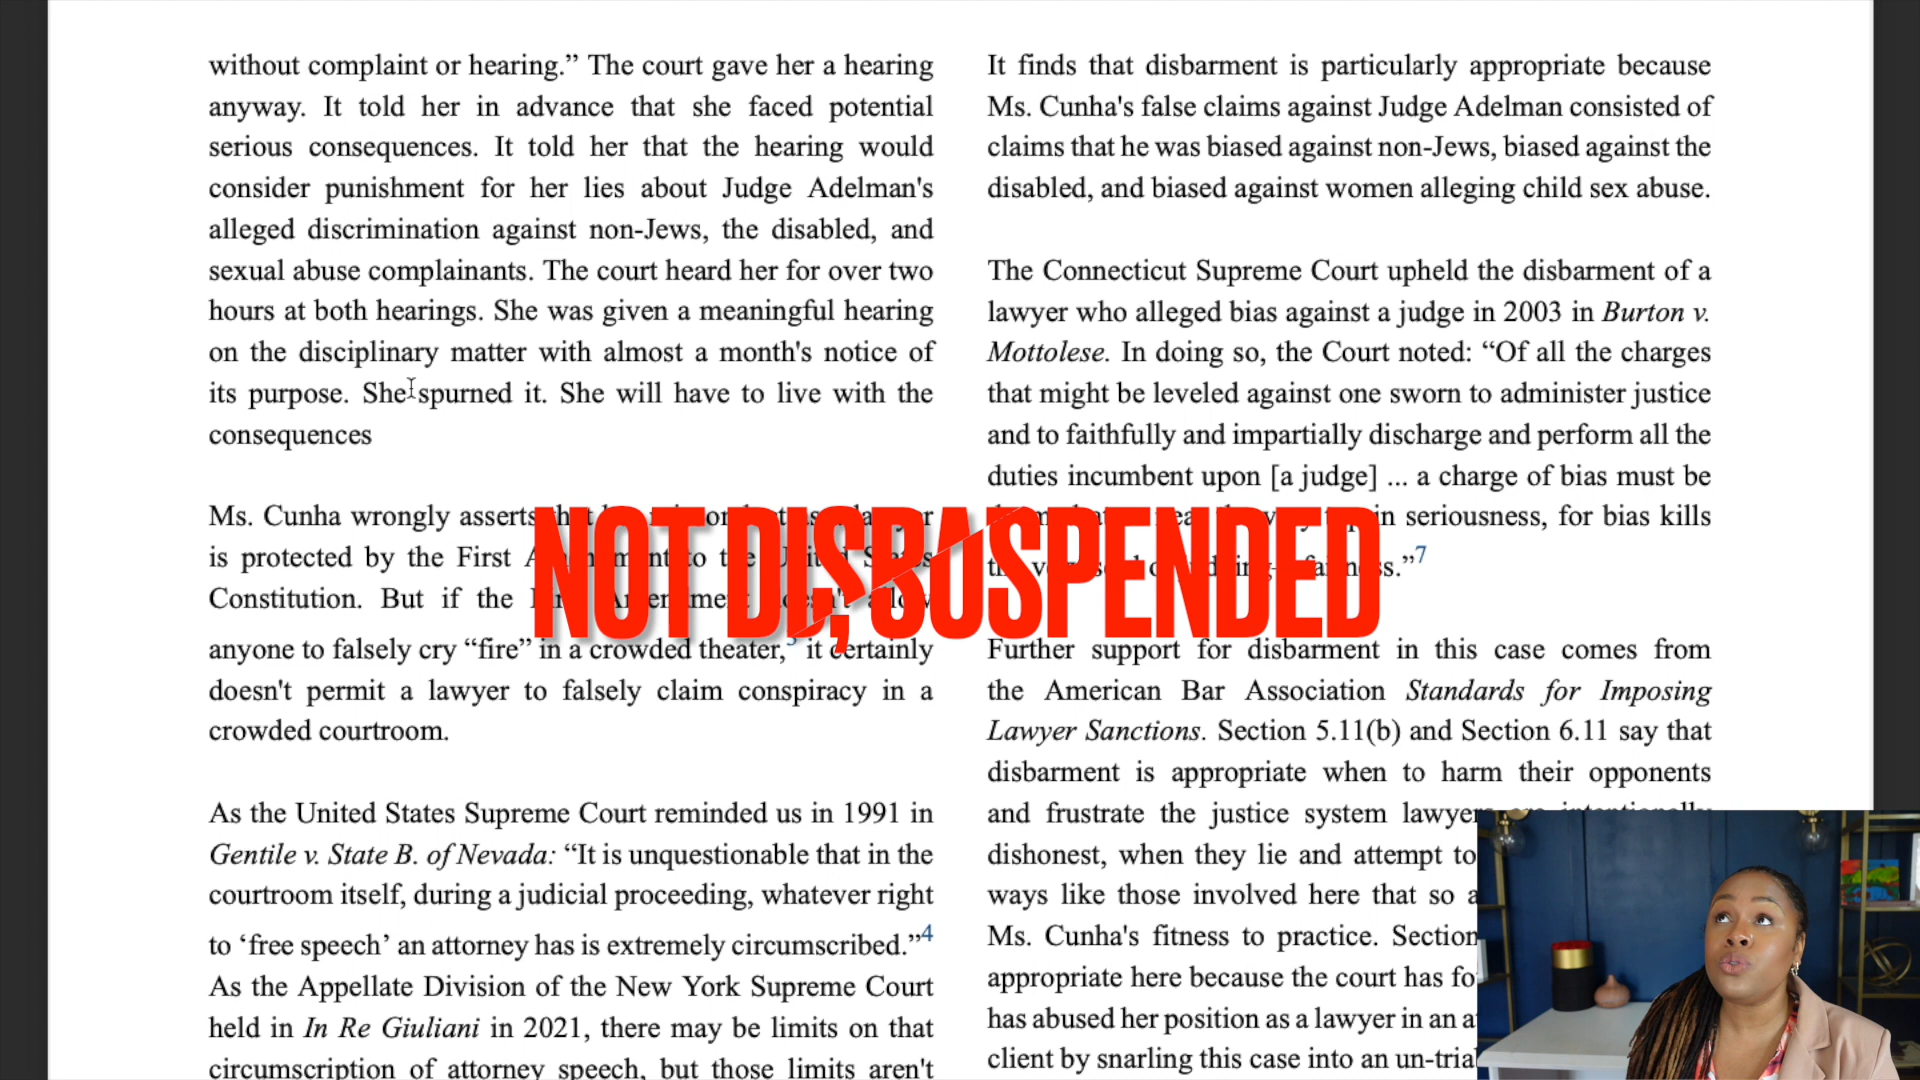 without complaint or hearing.” The court gave her a hearing
anyway. It told her in advance that she faced potential
serious consequences. It told her that the hearing would
consider punishment for her lies about Judge Adelman's
alleged discrimination against non-Jews, the disabled, and
sexual abuse complainants. The court heard her for over two
hours at both hearings. She was given a meaningful hearing
on the disciplinary matter with almost a month's notice of
its purpose. She spurned it. She will have to live with the
consequences
Ms. Cunha wrongly asserts
is protected by the First
Constitution. But if the
anyone to falsely cry “fire” in a crowded theater, it certainly
doesn't permit a lawyer to falsely claim conspiracy in a
crowded courtroom.
As the United States Supreme Court reminded us in 1991 in
Gentile v. State B. of Nevada: “It is unquestionable that in the
courtroom itself, during a judicial proceeding, whatever right
to ‘free speech’ an attorney has is extremely circumscribed.”4
As the Appellate Division of the New York Supreme Court
held in In Re Giuliani in 2021, there may be limits on that
circumscription of attorney speech, but those limits aren't
It finds that disbarment is particularly appropriate because
Ms. Cunha's false claims against Judge Adelman consisted of
claims that he was biased against non-Jews, biased against the
disabled, and biased against women alleging child sex abuse.
The Connecticut Supreme Court upheld the disbarment of a
lawyer who alleged bias against a judge in 2003 in Burton v.
Mottolese. In doing so, the Court noted: “Of all the charges
that might be leveled against one sworn to administer justice
and to faithfully and impartially discharge and perform all the
duties incumbent upon [a judge] ... a charge of bias must be
in seriousness, for bias kills
”7
Further support for disbarment in this case comes from
the American Bar Association Standards for Imposing
Lawyer Sanctions. Section 5.11(b) and Section 6.11 say that
disbarment is appropriate when to harm their opponents
and frustrate the justice system
dishonest, when they lie and attempt to
ways like those involved here that so
Ms. Cunha's fitness to practice. Section
appropriate here because the court has
has abused her position as a lawyer in an
client by snarling this case into an
NOT